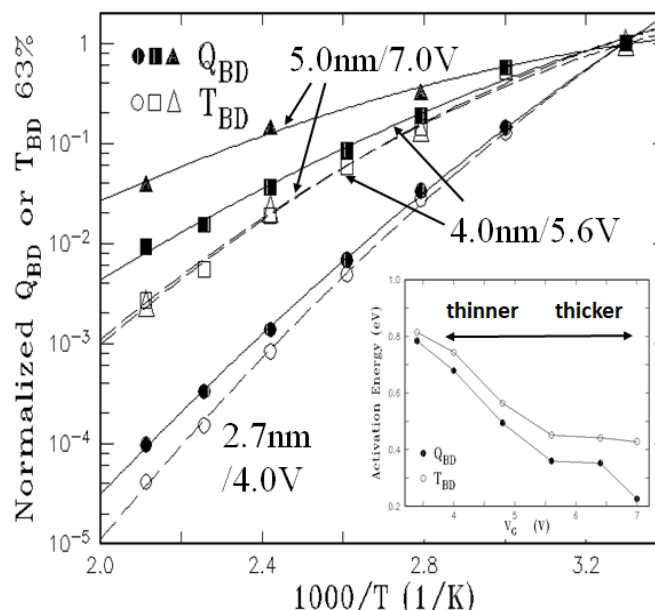 Normalized Q_BD or T_BD 63%
1
10⁻¹
10⁻²
10⁻³
10⁻⁴
10⁻⁵
Q_BD
T_BD
5.0nm/7.0V
4.0nm/5.6V
2.7nm
/4.0V
2.0 2.4 2.8 3.2
1000/T (1/K)
Activation Energy (eV)
1.0
0.8
0.6
0.4
0.2
thinner thicker
Q_BD
T_BD
4 5 6 7
V_G (V)